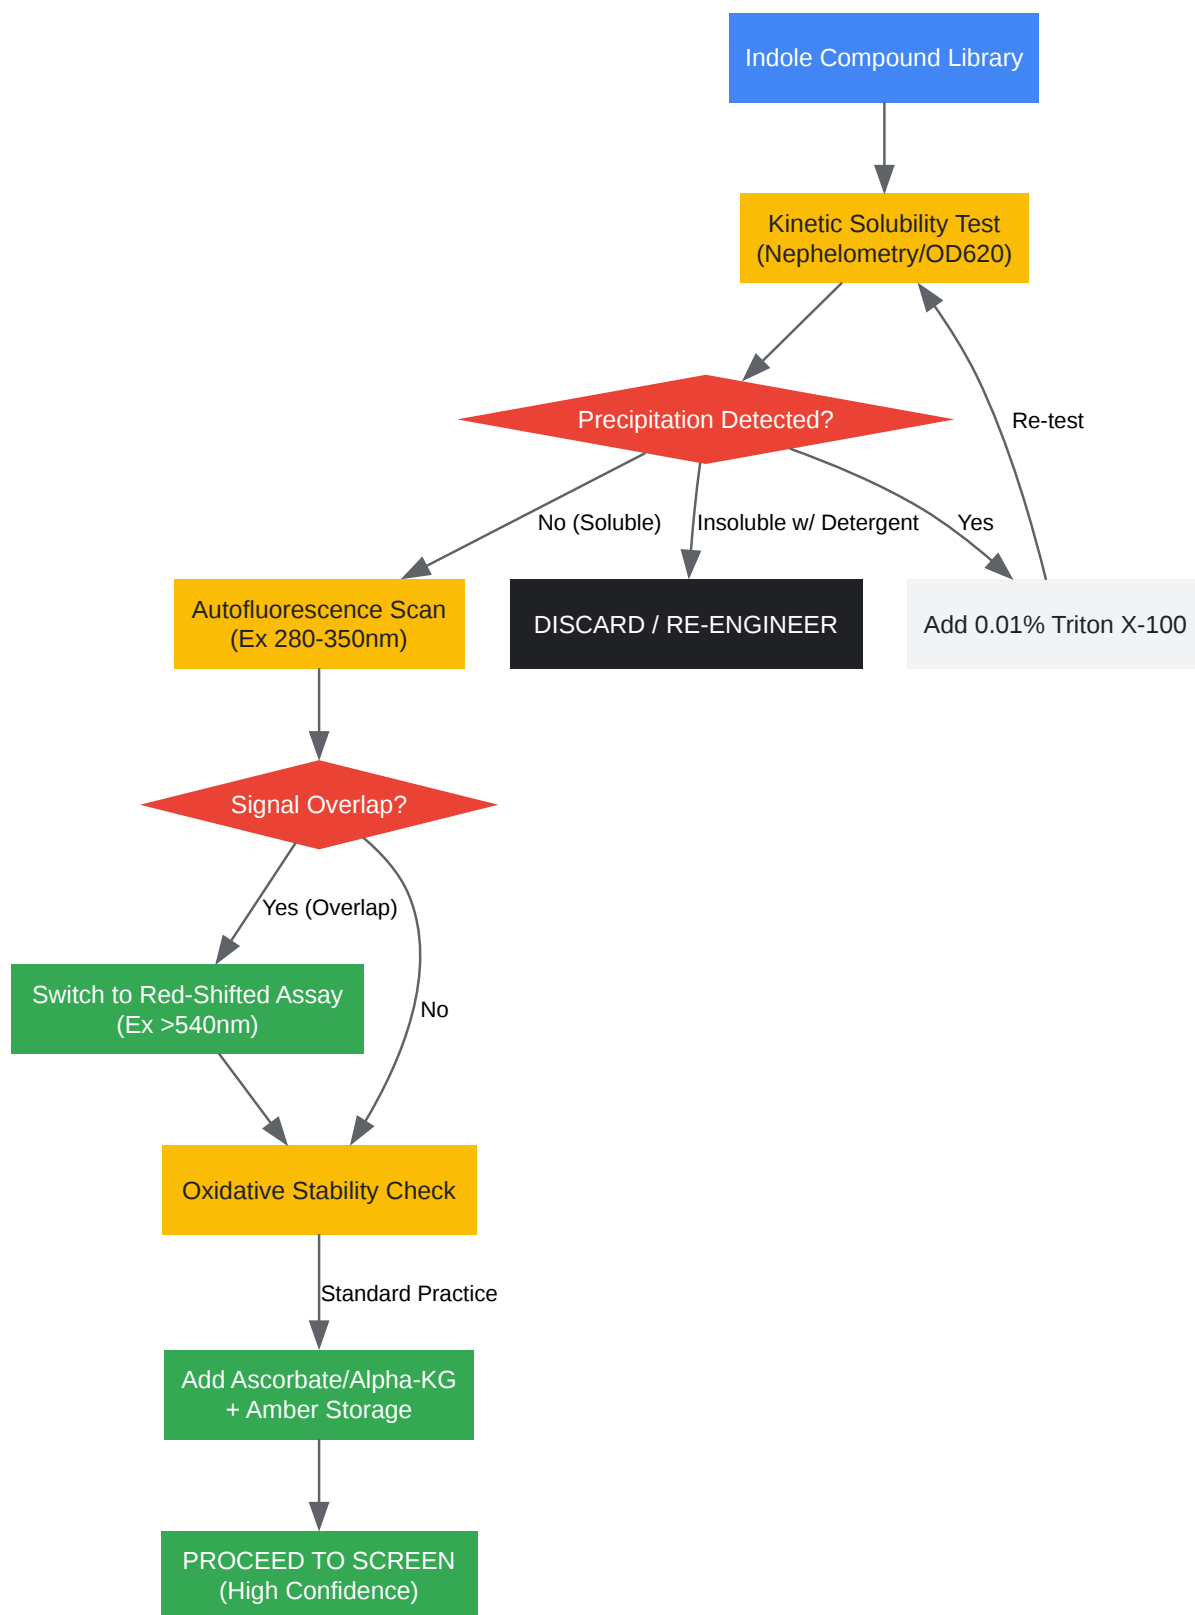 Indole Compound Library
Kinetic Solubility Test
(Nephelometry/OD620)
Precipitation Detected?
Re-test
No (Soluble)
Insoluble w/ Detergent
Yes
Autofluorescence Scan
(Ex 280-350nm)
DISCARD / RE-ENGINEER
Add 0.01% Triton X-100
Signal Overlap?
Yes (Overlap)
Switch to Red-Shifted Assay
(Ex >540nm)
No
Oxidative Stability Check
Standard Practice
Add Ascorbate/Alpha-KG
+ Amber Storage
PROCEED TO SCREEN
(High Confidence)